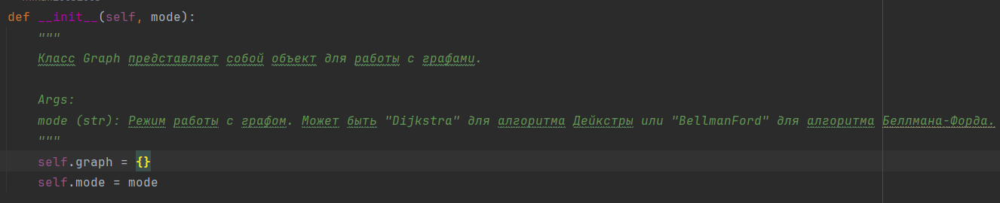 def __init__(self, mode):
"""
Класс Graph представляет собой объект для работы с графами.
Args:
mode (str): Режим работы с графом. Может быть "Dijkstra" для алгоритма Дейкстры или "BellmanFord" для алгоритма Беллмана-Форда.
"""
self.graph = {}
self.mode = mode